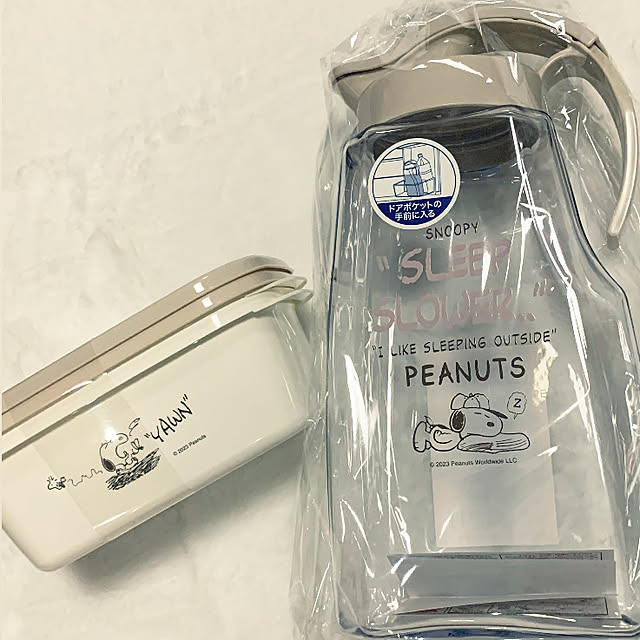 ドアポケットの
手前に入る
SNOOPY
"SLEEP
SLOWER..."
"I LIKE SLEEPING OUTSIDE"
PEANUTS
Z
© 2023 Peanuts Worldwide LLC.
"YAWN"
© 2023 Peanuts